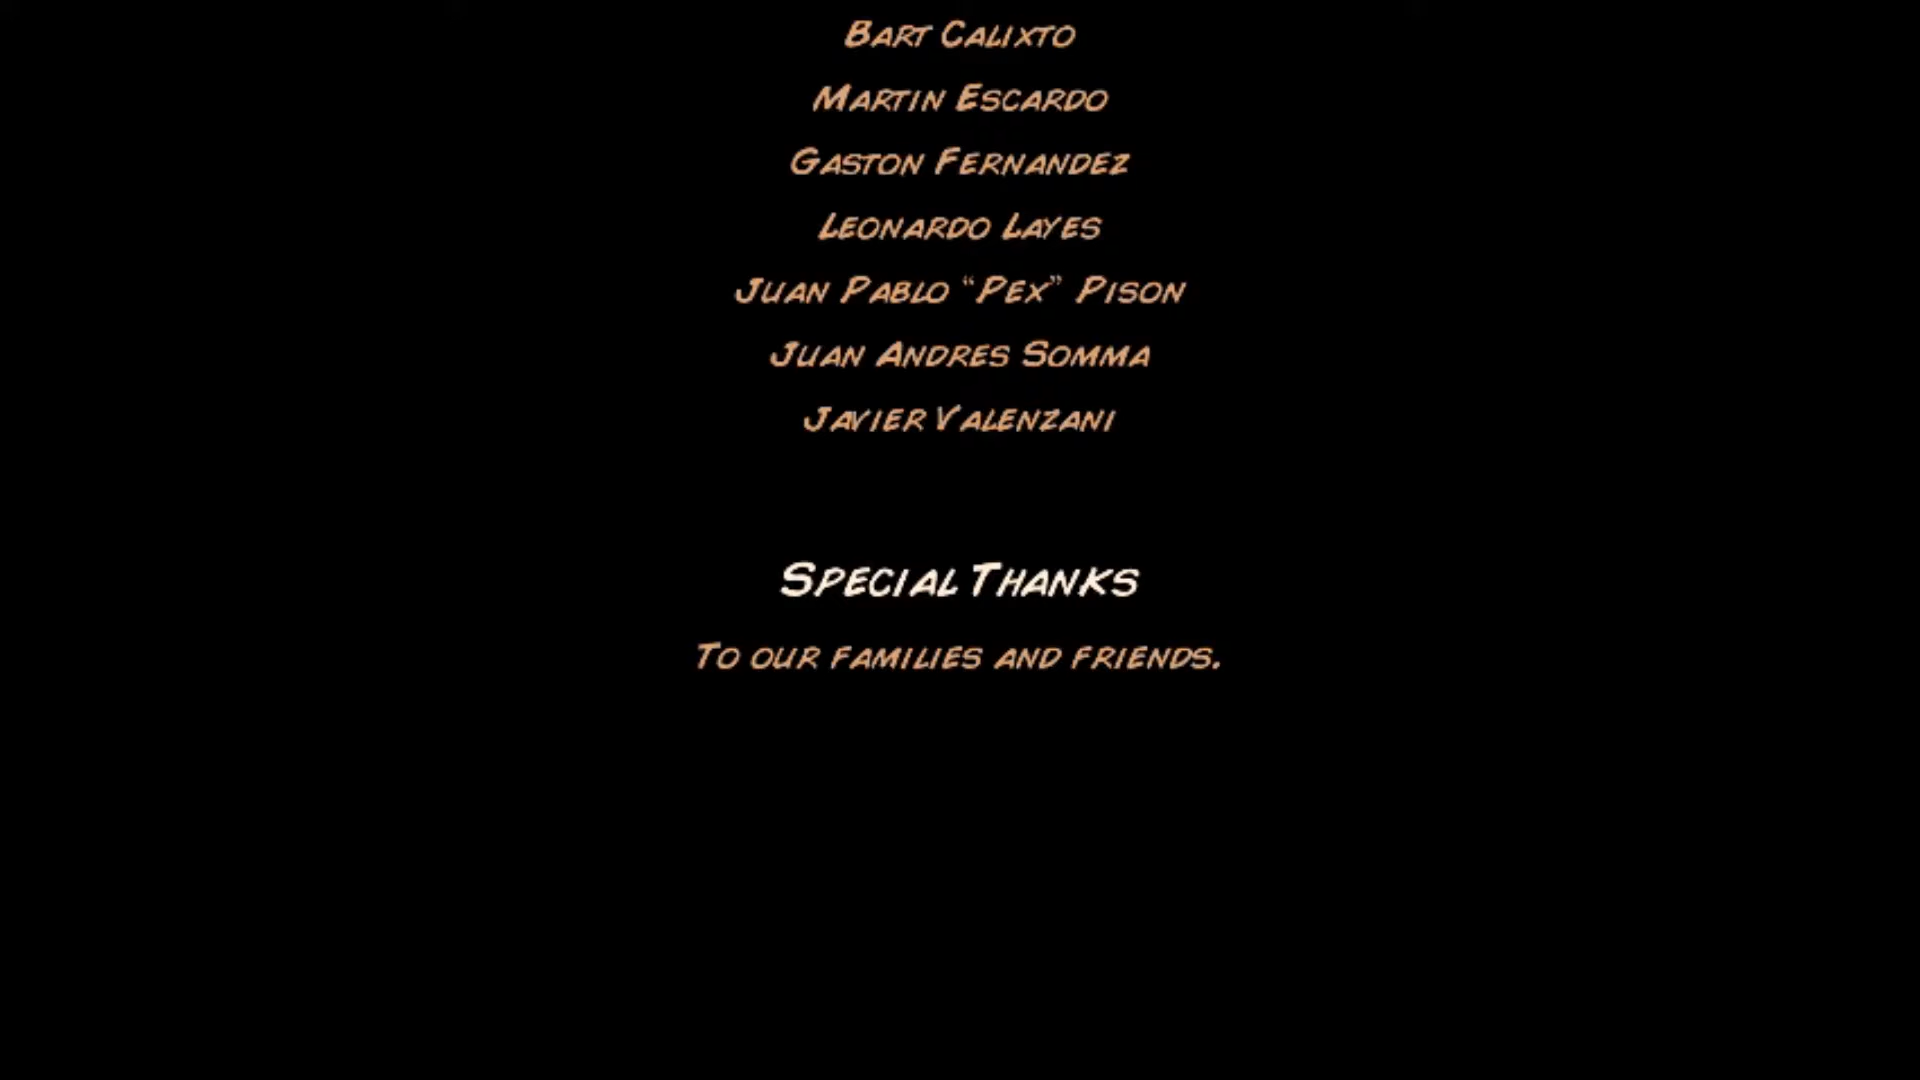 Bart Calixto
Martin Escardo
Gaston Fernandez
Leonardo Layes
Juan Pablo “Pex” Pison
Juan Andres Somma
Javier Valenzani
Special Thanks
To our families and friends.